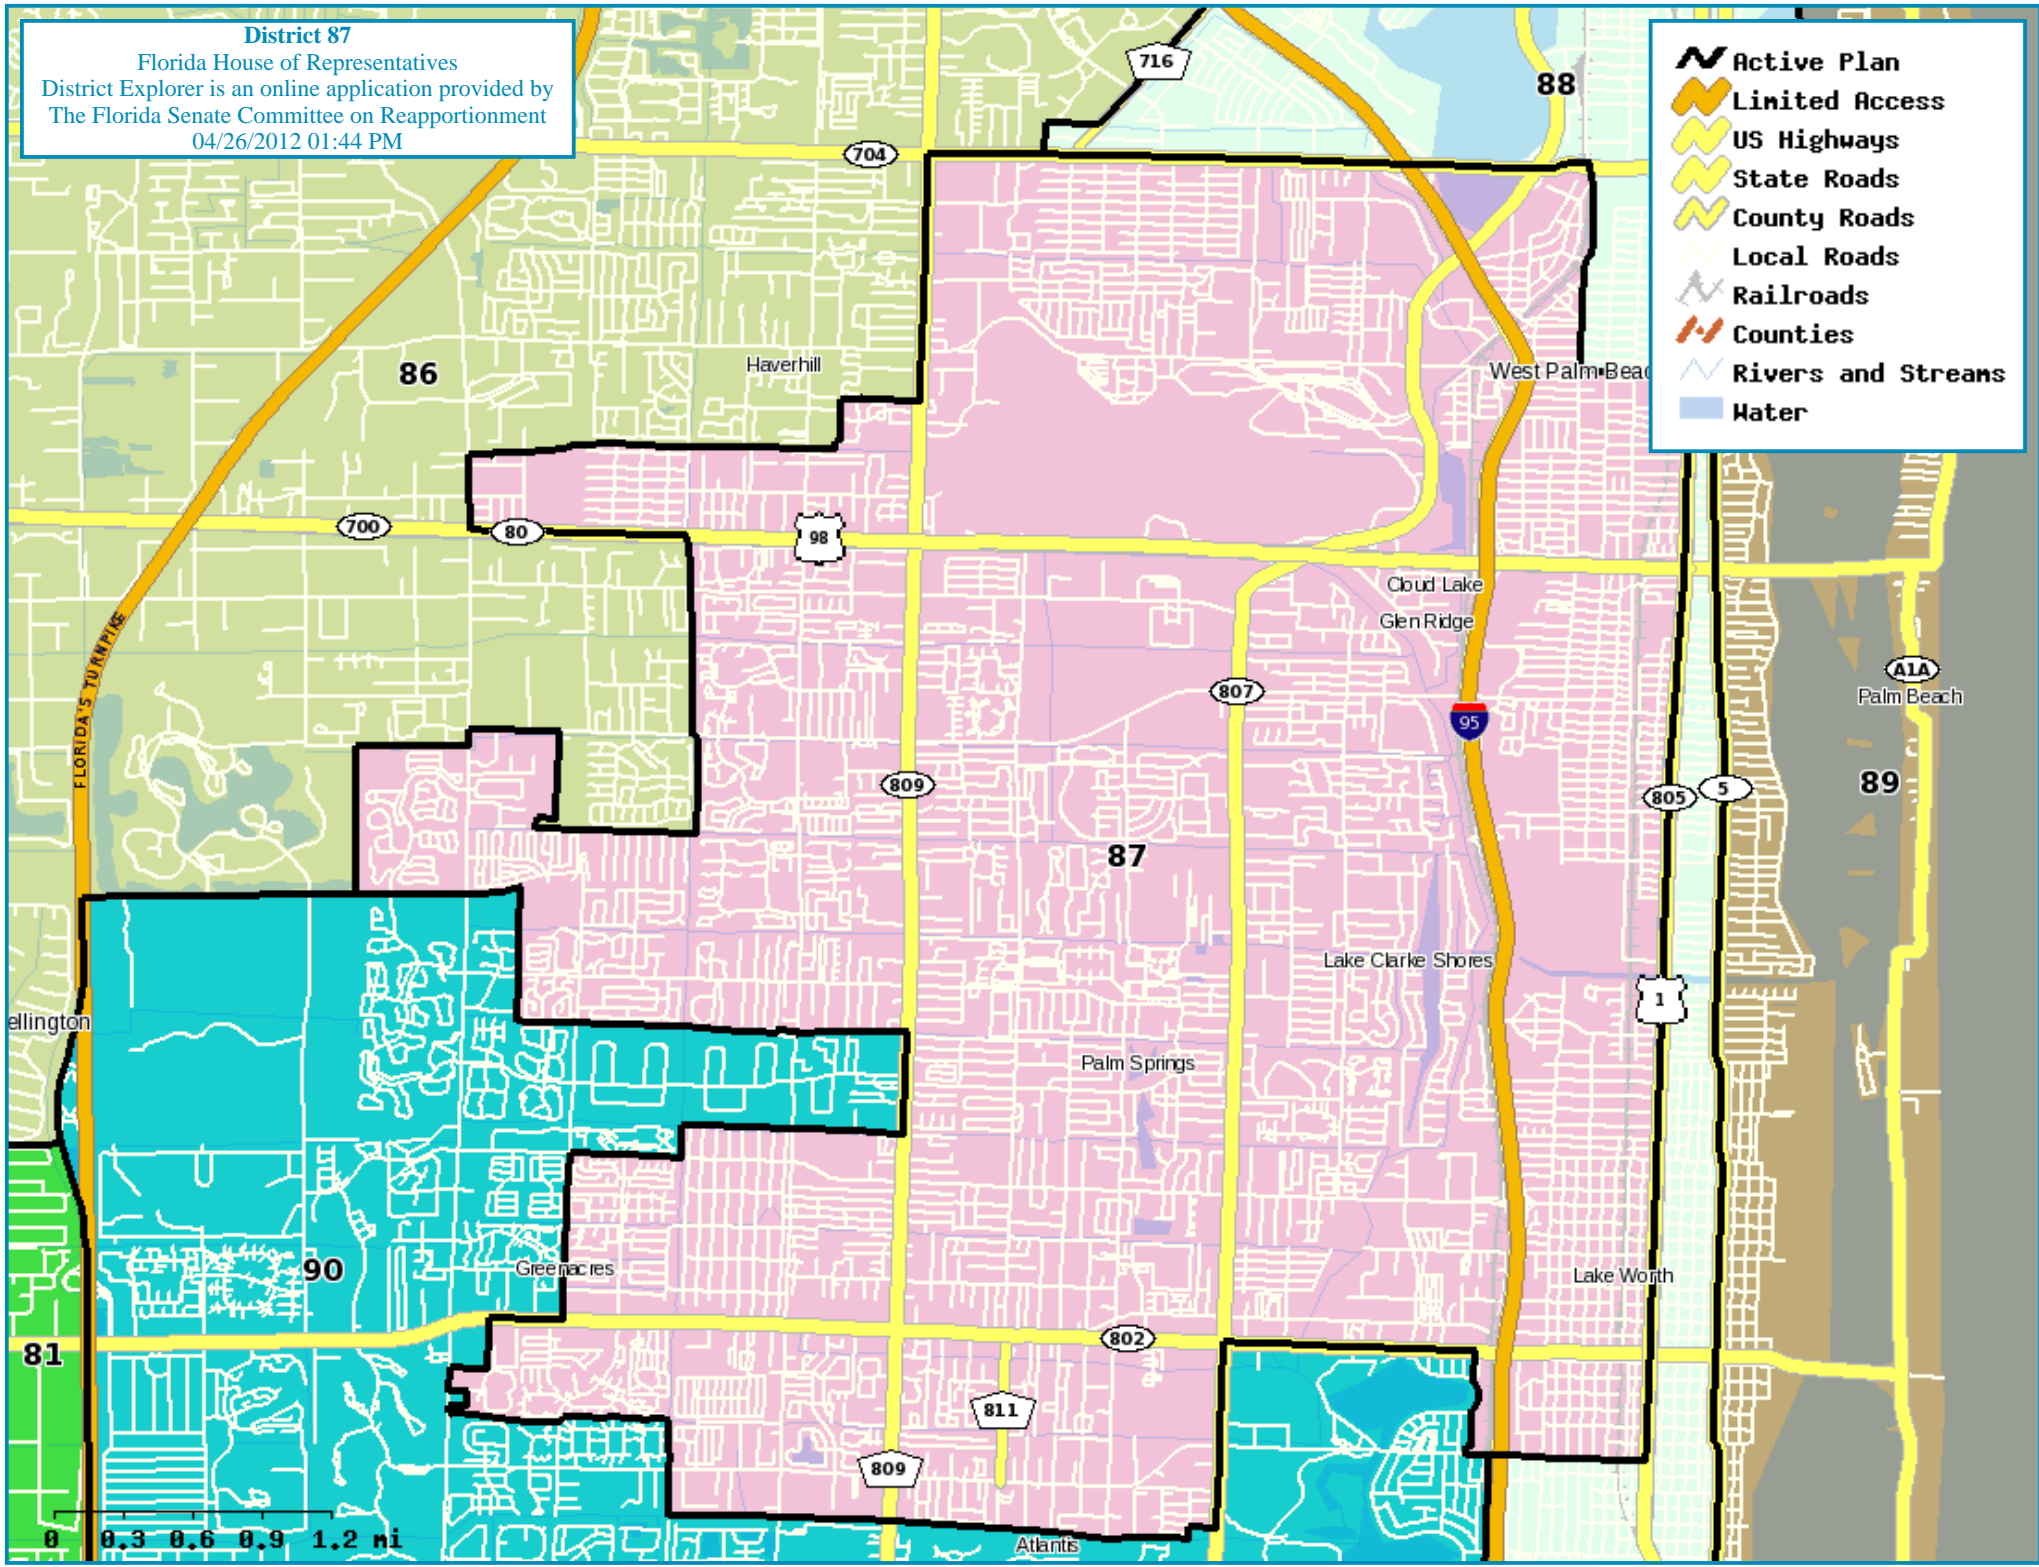 District 87
Florida House of Representatives
District Explorer is an online application provided by
The Florida Senate Committee on Reapportionment
04/26/2012 01:44 PM
Active Plan
Limited Access
US Highways
State Roads
County Roads
Local Roads
Railroads
Counties
Rivers and Streams
Water
716
88
704
86
Haverhill
West Palm Beac
700
80
98
Cloud Lake
Glen Ridge
FLORIDA'S TURNPIKE
807
A1A
Palm Beach
95
809
805
5
89
87
Lake Clarke Shores
1
ellington
Palm Springs
90
Greenacres
Lake Worth
81
802
811
809
0 0.3 0.6 0.9 1.2 mi
Atlantis